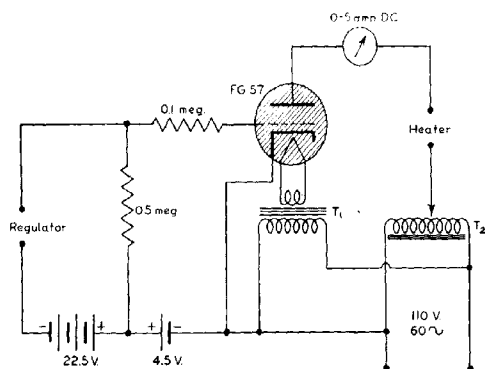 0-5 amp DC
FG 57
0.1 meg.
Heater
0.5 meg
Regulator
T1
T2
110 V.
60~
- +
+ -
22.5 V.
4.5 V.